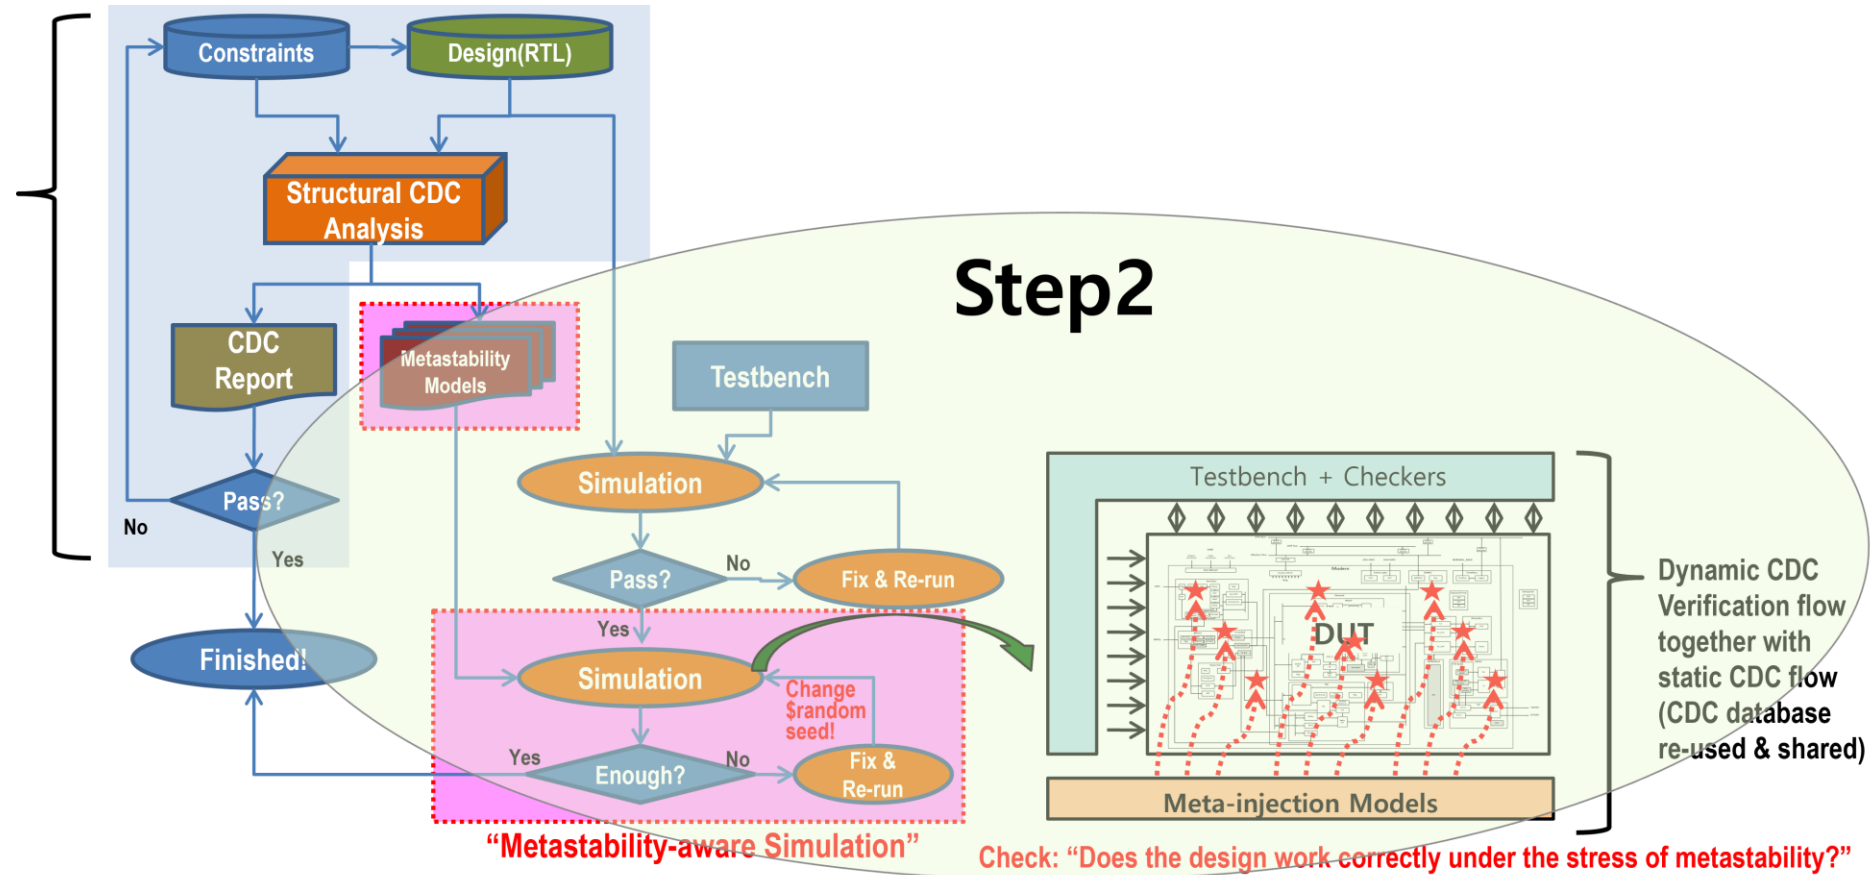 Constraints
Design(RTL)
Structural CDC
Analysis
Step2
CDC
Report
Metastability
Models
Testbench
Simulation
Testbench + Checkers
Pass?
No
Yes
Pass?
No
Fix & Re-run
Yes
Finished!
Simulation
Change
$random
seed!
DUT
Dynamic CDC
Verification flow
together with
static CDC flow
(CDC database
re-used & shared)
Yes
Enough?
No
Fix &
Re-run
Meta-injection Models
“Metastability-aware Simulation”
Check: “Does the design work correctly under the stress of metastability?”